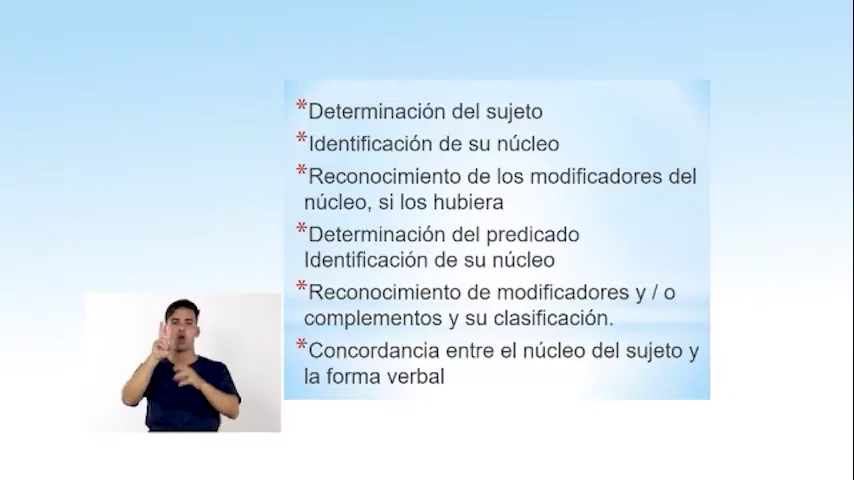 *Determinación del sujeto
*Identificación de su núcleo
*Reconocimiento de los modificadores del
núcleo, si los hubiera
*Determinación del predicado
Identificación de su núcleo
*Reconocimiento de modificadores y / o
complementos y su clasificación.
*Concordancia entre el núcleo del sujeto y
la forma verbal